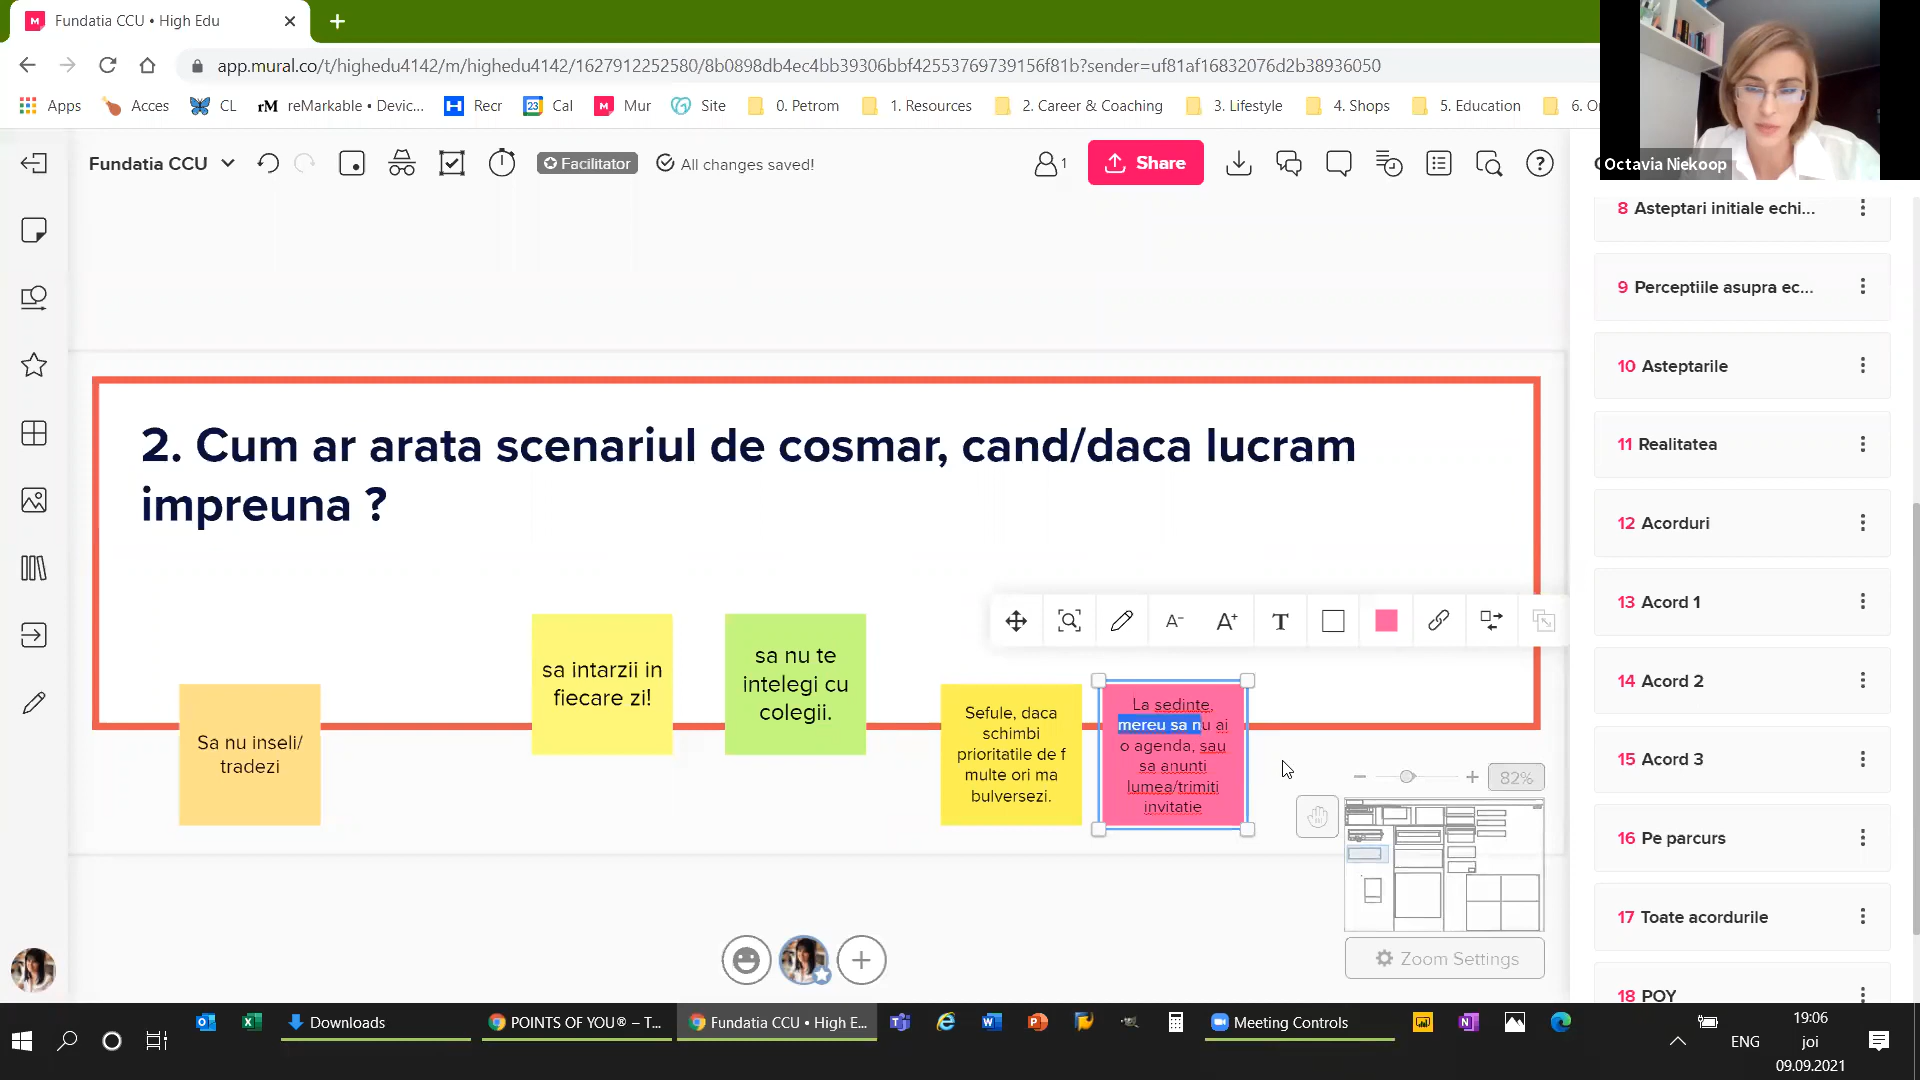 Fundatia CCU • High Edu
app.mural.co/t/highedu4142/m/highedu4142/1627912252580/8b0898db4ec4bb39306bbf42553769739156f81b?sender=uf81af16832076d2b38936050
Apps Acces CL rM reMarkable • Devic... Recr 23 Cal Mur Site 0. Petrom 1. Resources 2. Career & Coaching 3. Lifestyle 4. Shops 5. Education 6. O
Octavia Niekoop
Fundatia CCU Facilitator All changes saved! 1 Share
8 Asteptari initiale echi...
9 Perceptiile asupra ec...
10 Asteptarile
11 Realitatea
12 Acorduri
13 Acord 1
14 Acord 2
15 Acord 3
16 Pe parcurs
17 Toate acordurile
18 POY
2. Cum ar arata scenariul de cosmar, cand/daca lucram
impreuna ?
Sa nu inseli/
tradezi
sa intarzii in
fiecare zi!
sa nu te
intelegi cu
colegii.
Sefule, daca
schimbi
prioritatile de f
multe ori ma
bulversezi.
La sedinte,
mereu sa nu ai
o agenda, sau
sa anunti
lumea/trimiti
invitatie
82%
Zoom Settings
Downloads
POINTS OF YOU® – T...
Fundatia CCU • High E...
Meeting Controls
ENG
19:06
joi
09.09.2021